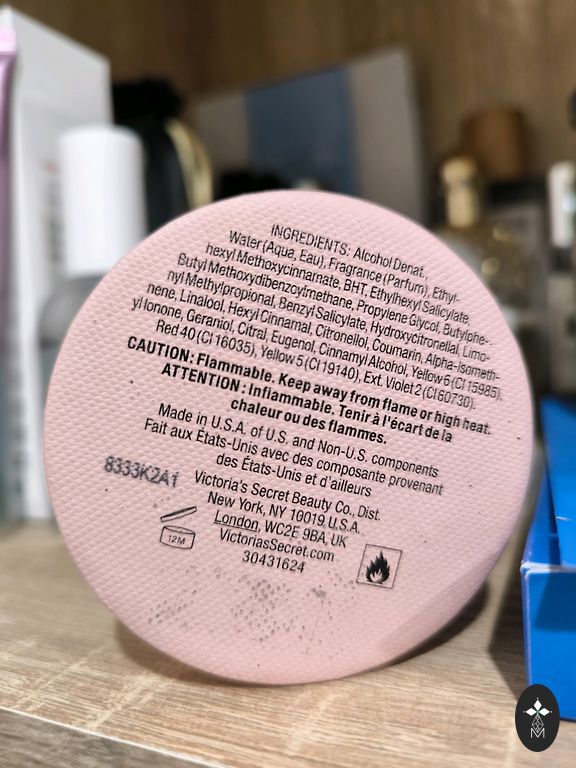 INGREDIENTS: Alcohol Denat.,
Water (Aqua, Eau), Fragrance (Parfum), Ethyl-
hexyl Methoxycinnamate, BHT, Ethylhexyl Salicylate,
Butyl Methoxydibenzoylmethane, Propylene Glycol, Butylphe-
nyl Methylpropional, Benzyl Salicylate, Hydroxycitronellal, Limo-
nene, Linalool, Hexyl Cinnamal, Citronellol, Coumarin, Alpha-Isometh-
yl Ionone, Geraniol, Citral, Eugenol, Cinnamyl Alcohol, Yellow 6 (CI 15985),
Red 40 (CI 16035), Yellow 5 (CI 19140), Ext. Violet 2 (CI 60730).
CAUTION: Flammable. Keep away from flame or high heat.
ATTENTION : Inflammable. Tenir à l'écart de la
chaleur ou des flammes.
Made in U.S.A. of U.S. and Non-U.S. components
Fait aux États-Unis avec des composante provenant
des États-Unis et d'ailleurs
8333K2A1
Victoria's Secret Beauty Co., Dist.
New York, NY 10019 U.S.A.
London, WC2E 9BA, UK
VictoriasSecret.com
30431624
12M
M